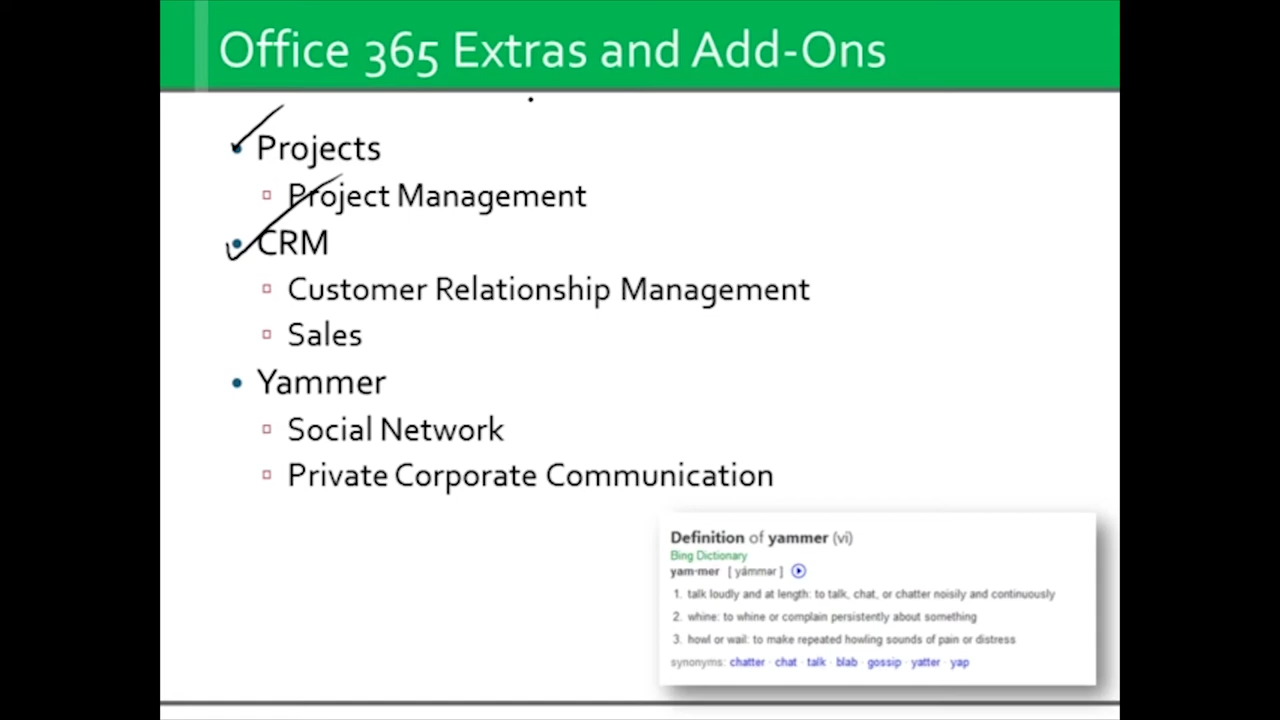 Office 365 Extras and Add-Ons
Projects
Project Management
CRM
Customer Relationship Management
Sales
Yammer
Social Network
Private Corporate Communication
Definition of yammer (vi)
Bing Dictionary
yam·mer [ yámmər ]
1. talk loudly and at length: to talk, chat, or chatter noisily and continuously
2. whine: to whine or complain persistently about something
3. howl or wail: to make repeated howling sounds of pain or distress
synonyms: chatter · chat · talk · blab · gossip · yatter · yap